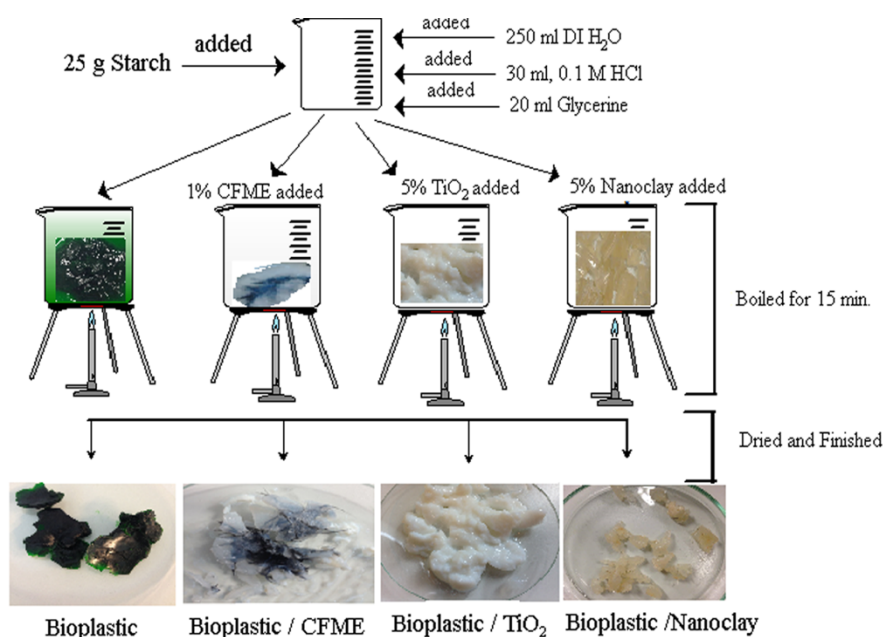 added
250 ml DI H₂O
25 g Starch
added
added
30 ml, 0.1 M HCl
added
20 ml Glycerine
1% CFME added
5% TiO₂ added
5% Nanoclay added
Boiled for 15 min.
Dried and Finished
Bioplastic
Bioplastic / CFME
Bioplastic / TiO₂
Bioplastic /Nanoclay